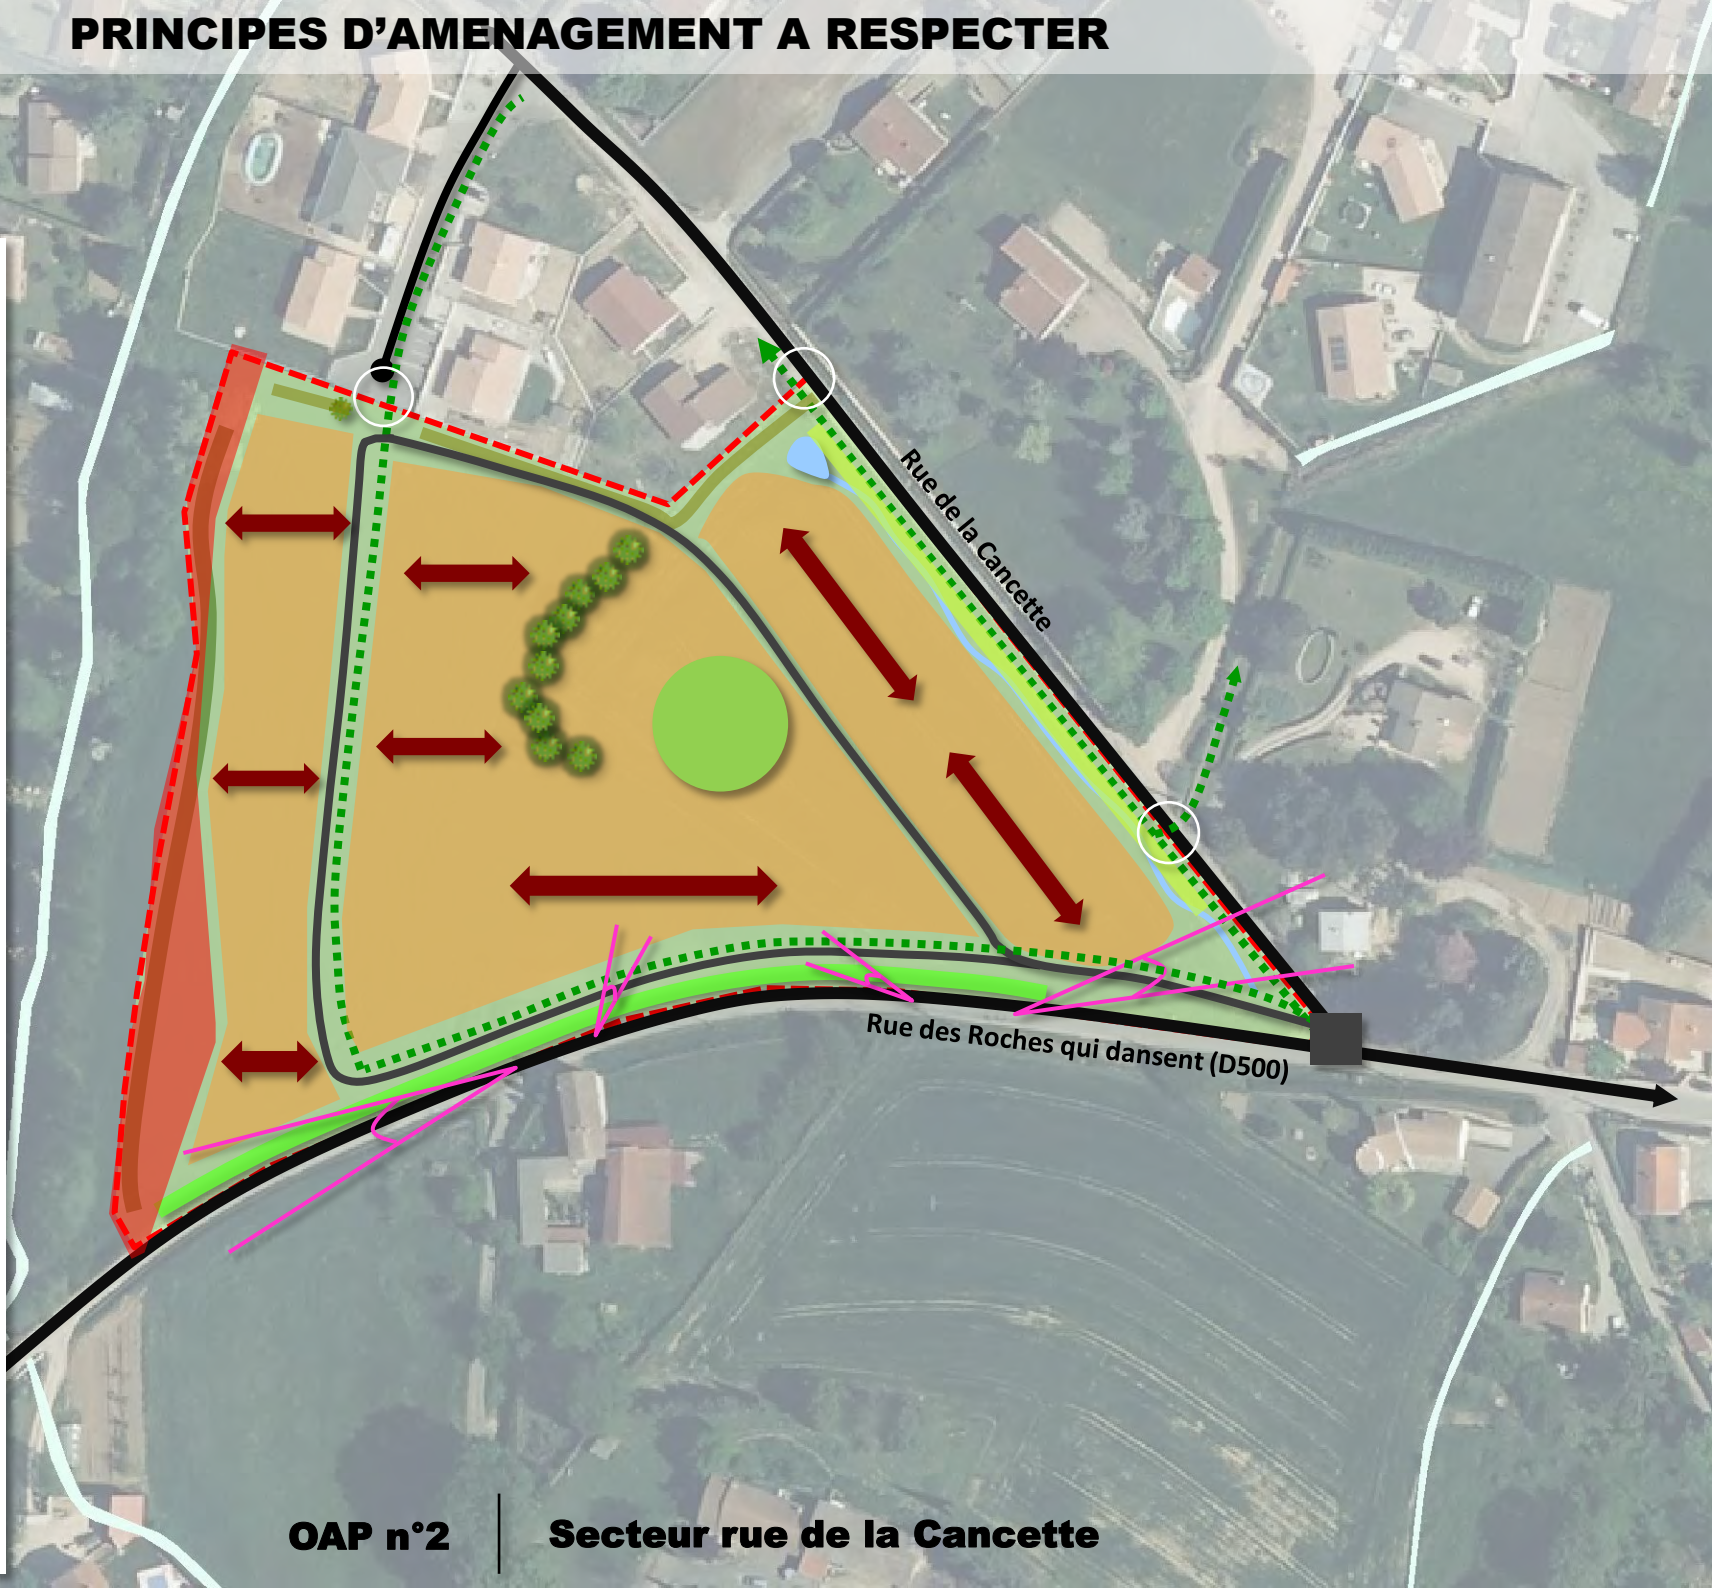 PRINCIPES D’AMENAGEMENT A RESPECTER
Rue de la Cancette
Rue des Roches qui dansent (D500)
OAP n°2
Secteur rue de la Cancette